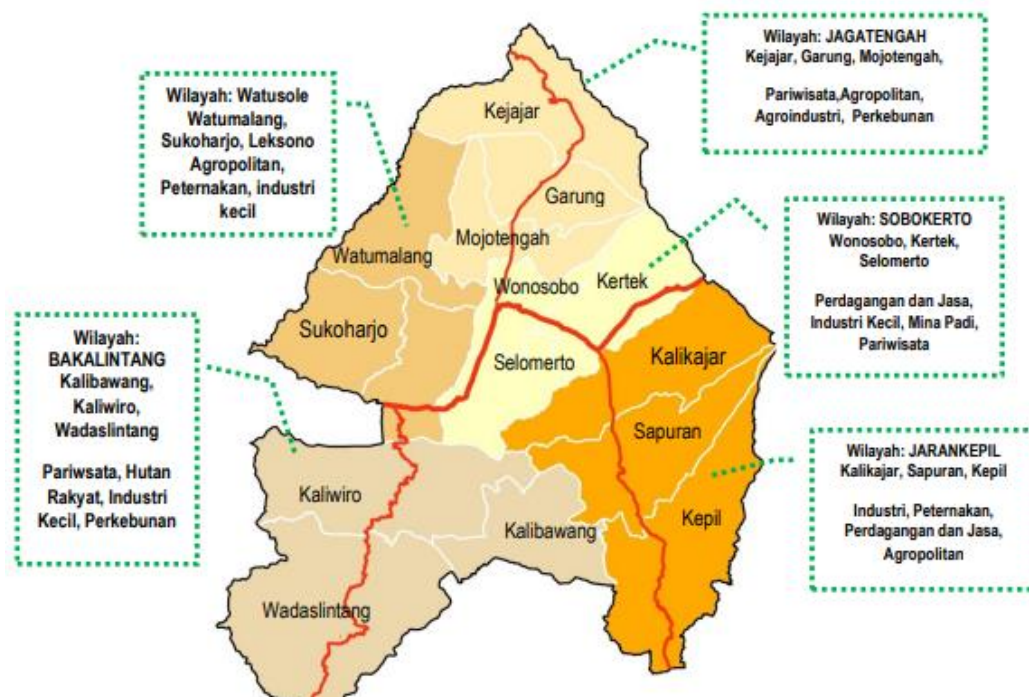 Wilayah: JAGATENGAH
Kejajar, Garung, Mojotengah,
Pariwisata,Agropolitan,
Agroindustri, Perkebunan
Wilayah: Watusole
Watumalang,
Sukoharjo, Leksono
Agropolitan,
Peternakan, industri
kecil
Wilayah: SOBOKERTO
Wonosobo, Kertek,
Selomerto
Perdagangan dan Jasa,
Industri Kecil, Mina Padi,
Pariwisata
Wilayah:
BAKALINTANG
Kalibawang,
Kaliwiro,
Wadaslintang
Pariwsata, Hutan
Rakyat, Industri
Kecil, Perkebunan
Wilayah: JARANKEPIL
Kalikajar, Sapuran, Kepil
Industri, Peternakan,
Perdagangan dan Jasa,
Agropolitan
Kejajar
Garung
Mojotengah
Watumalang
Wonosobo
Kertek
Sukoharjo
Selomerto
Kalikajar
Sapuran
Kaliwiro
Kalibawang
Kepil
Wadaslintang